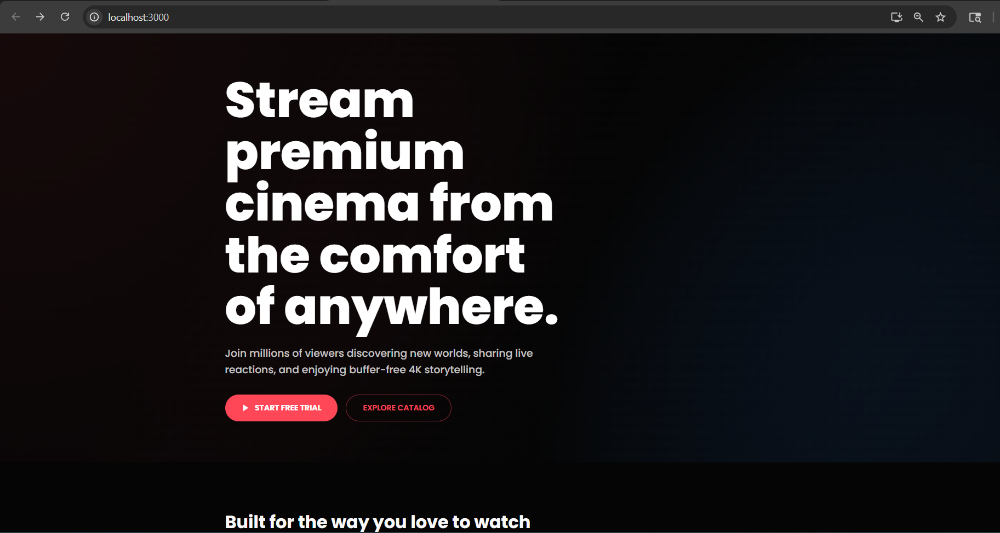 localhost:3000
Stream
premium
cinema from
the comfort
of anywhere.
Join millions of viewers discovering new worlds, sharing live
reactions, and enjoying buffer-free 4K storytelling.
START FREE TRIAL
EXPLORE CATALOG
Built for the way you love to watch